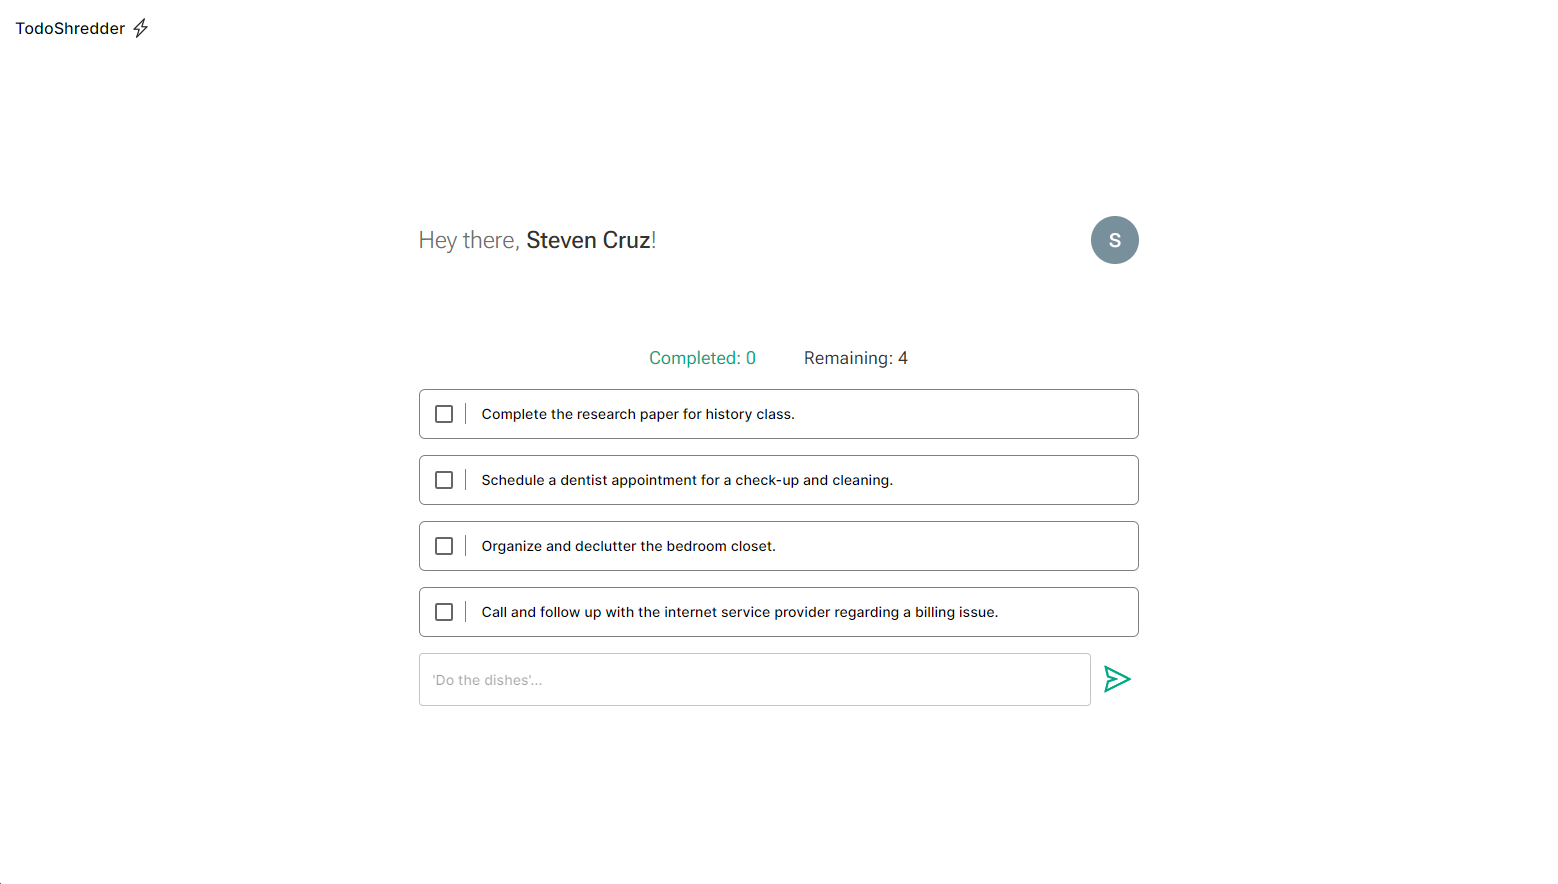 TodoShredder
Hey there, Steven Cruz!
S
Completed: 0 Remaining: 4
Complete the research paper for history class.
Schedule a dentist appointment for a check-up and cleaning.
Organize and declutter the bedroom closet.
Call and follow up with the internet service provider regarding a billing issue.
'Do the dishes'...